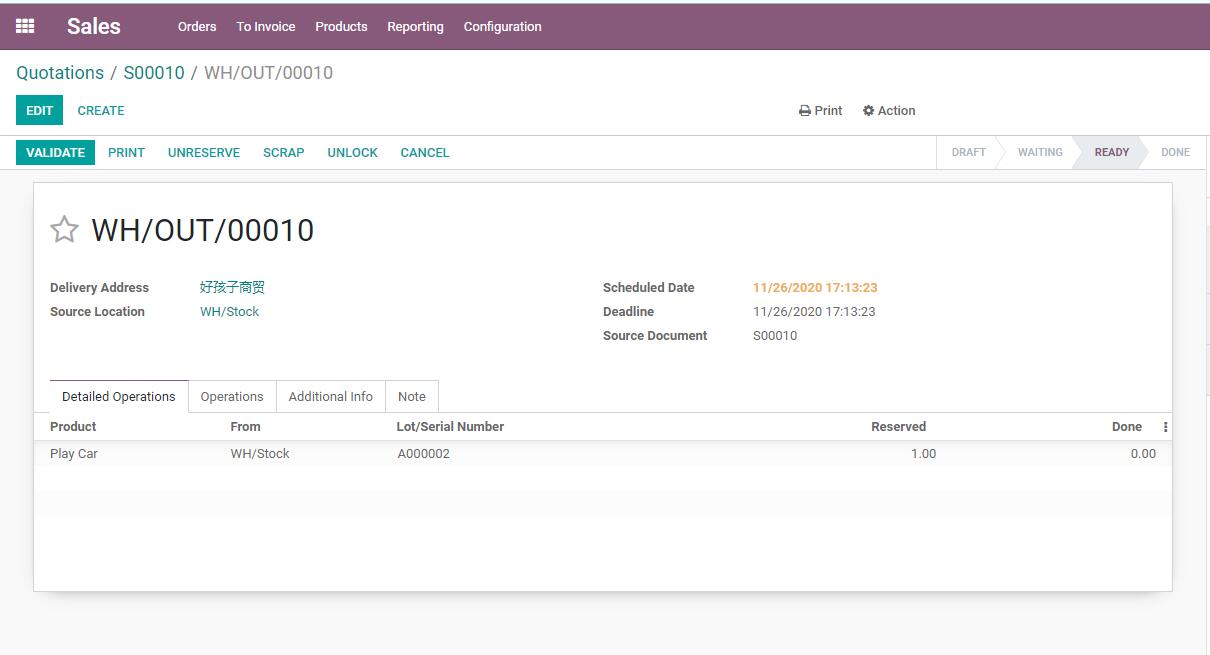 Sales Orders To Invoice Products Reporting Configuration
Quotations / S00010 / WH/OUT/00010
EDIT CREATE Print Action
VALIDATE PRINT UNRESERVE SCRAP UNLOCK CANCEL DRAFT WAITING READY DONE
WH/OUT/00010
Delivery Address 好孩子商贸 Scheduled Date 11/26/2020 17:13:23
Source Location WH/Stock Deadline 11/26/2020 17:13:23
Source Document S00010
Detailed Operations Operations Additional Info Note
Product From Lot/Serial Number Reserved Done
Play Car WH/Stock A000002 1.00 0.00